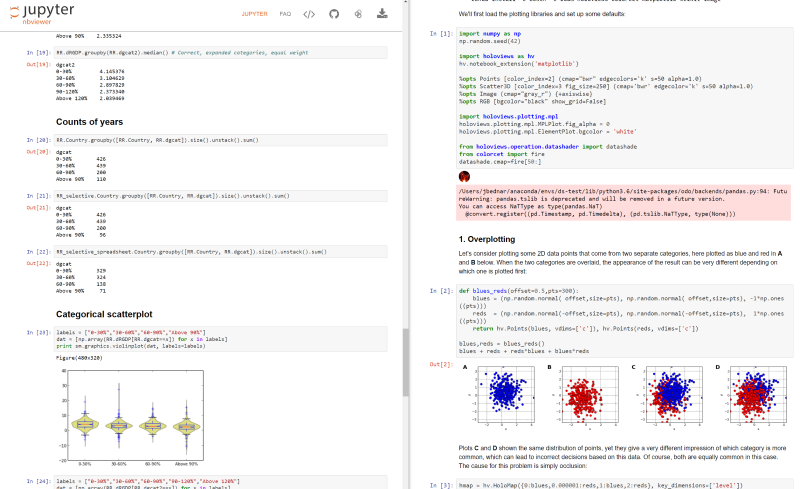 jupyter
nbviewer
JUPYTER FAQ
Above 90% 2.335324
In [19]: RR.dRGDP.groupby(RR.dgcat2).median() # Correct, expanded categories, equal weight
Out[19]: dgcat2
0-30% 4.145376
30-60% 3.104629
60-90% 2.897829
90-120% 2.373340
Above 120% 2.039469
Counts of years
In [20]: RR.Country.groupby([RR.Country, RR.dgcat]).size().unstack().sum()
Out[20]: dgcat
0-30% 426
30-60% 439
60-90% 200
Above 90% 110
In [21]: RR_selective.Country.groupby([RR.Country, RR.dgcat]).size().unstack().sum()
Out[21]: dgcat
0-30% 426
30-60% 439
60-90% 200
Above 90% 96
In [22]: RR_selective_spreadsheet.Country.groupby([RR.Country, RR.dgcat]).size().unstack().sum()
Out[22]: dgcat
0-30% 329
30-60% 324
60-90% 138
Above 90% 71
Categorical scatterplot
In [23]: labels = ["0-30%","30-60%","60-90%","Above 90%"]
dat = [np.array(RR.dRGDP[RR.dgcat==x]) for x in labels]
print sm.graphics.violinplot(dat, labels=labels)
Figure(480x320)
40
30
20
10
0
−10
−20
0-30% 30-60% 60-90% Above 90%
In [24]: labels = ["0-30%","30-60%","60-90%","90-120%","Above 120%"]
dat = [np.array(RR.dRGDP[RR.dgcat2==x]) for x in labels]
We'll first load the plotting libraries and set up some defaults:
In [1]: import numpy as np
np.random.seed(42)
import holoviews as hv
hv.notebook_extension('matplotlib')
%opts Points [color_index=2] (cmap="bwr" edgecolors='k' s=50 alpha=1.0)
%opts Scatter3D [color_index=3 fig_size=250] (cmap='bwr' edgecolor='k' s=50 alpha=1.0)
%opts Image (cmap="gray_r") {+axiswise}
%opts RGB [bgcolor="black" show_grid=False]
import holoviews.plotting.mpl
holoviews.plotting.mpl.MPLPlot.fig_alpha = 0
holoviews.plotting.mpl.ElementPlot.bgcolor = 'white'
from holoviews.operation.datashader import datashade
from colorcet import fire
datashade.cmap=fire[50:]
/Users/jbednar/anaconda/envs/ds-test/lib/python3.6/site-packages/odo/backends/pandas.py:94: Futu
reWarning: pandas.tslib is deprecated and will be removed in a future version.
You can access NaTType as type(pandas.NaT)
@convert.register((pd.Timestamp, pd.Timedelta), (pd.tslib.NaTType, type(None)))
1. Overplotting
Let's consider plotting some 2D data points that come from two separate categories, here plotted as blue and red in A
and B below. When the two categories are overlaid, the appearance of the result can be very different depending on
which one is plotted first:
In [2]: def blues_reds(offset=0.5,pts=300):
blues = (np.random.normal( offset,size=pts), np.random.normal( offset,size=pts), -1*np.ones
((pts)))
reds = (np.random.normal(-offset,size=pts), np.random.normal(-offset,size=pts), 1*np.ones
((pts)))
return hv.Points(blues, vdims=['c']), hv.Points(reds, vdims=['c'])
blues,reds = blues_reds()
blues + reds + reds*blues + blues*reds
Out[2]:
A B C D
Plots C and D shown the same distribution of points, yet they give a very different impression of which category is more
common, which can lead to incorrect decisions based on this data. Of course, both are equally common in this case.
The cause for this problem is simply occlusion:
In [3]: hmap = hv.HoloMap({0:blues,0.000001:reds,1:blues,2:reds}, key_dimensions=['level'])